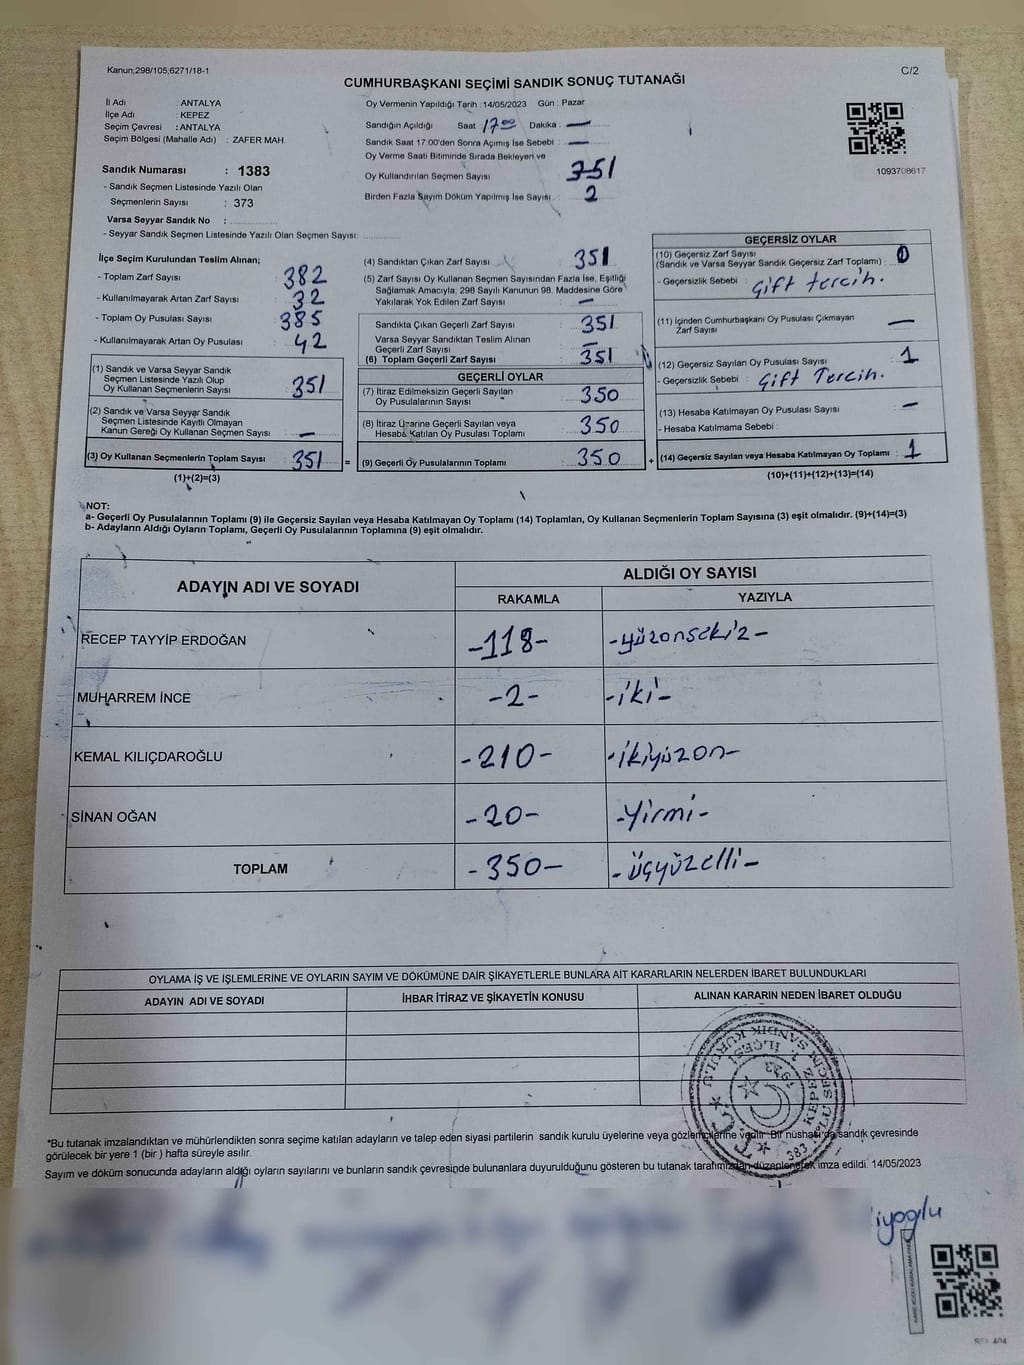 Kanun;298/105;6271/18-1
C/2
CUMHURBAŞKANI SEÇİMİ SANDIK SONUÇ TUTANAĞI
İl Adı : ANTALYA
İlçe Adı : KEPEZ
Seçim Çevresi : ANTALYA
Seçim Bölgesi (Mahalle Adı) : ZAFER MAH.
Sandık Numarası : 1383
- Sandık Seçmen Listesinde Yazılı Olan
Seçmenlerin Sayısı : 373
Varsa Seyyar Sandık No :
- Seyyar Sandık Seçmen Listesinde Yazılı Olan Seçmen Sayısı:
Oy Vermenin Yapıldığı Tarih : 14/05/2023 Gün : Pazar
Sandığın Açıldığı Saat 17:00 Dakika : —
Sandık Saat 17:00'den Sonra Açımış İse Sebebi : —
Oy Verme Saati Bitiminde Sırada Bekleyen ve
Oy Kullandırılan Seçmen Sayısı 351
Birden Fazla Sayım Döküm Yapılmış İse Sayısı : 2
1093708617
İlçe Seçim Kurulundan Teslim Alınan;
- Toplam Zarf Sayısı : 382
- Kullanılmayarak Artan Zarf Sayısı : 32
- Toplam Oy Pusulası Sayısı : 385
- Kullanılmayarak Artan Oy Pusulası : 42
(1) Sandık ve Varsa Seyyar Sandık
Seçmen Listesinde Yazılı Olup
Oy Kullanan Seçmenlerin Sayısı : 351
(2) Sandık ve Varsa Seyyar Sandık
Seçmen Listesinde Kayıtlı Olmayan
Kanun Gereği Oy Kullanan Seçmen Sayısı : —
(3) Oy Kullanan Seçmenlerin Toplam Sayısı : 351 =
(1)+(2)=(3)
(4) Sandıktan Çıkan Zarf Sayısı : 351
(5) Zarf Sayısı Oy Kullanan Seçmen Sayısından Fazla İse, Eşitliği
Sağlamak Amacıyla, 298 Sayılı Kanunun 98. Maddesine Göre
Yakılarak Yok Edilen Zarf Sayısı : —
Sandıkta Çıkan Geçerli Zarf Sayısı : 351
Varsa Seyyar Sandıktan Teslim Alınan
Geçerli Zarf Sayısı : —
(6) Toplam Geçerli Zarf Sayısı : 351
GEÇERLİ OYLAR
(7) İtiraz Edilmeksizin Geçerli Sayılan
Oy Pusulalarının Sayısı : 350
(8) İtiraz Üzerine Geçerli Sayılan veya
Hesaba Katılan Oy Pusulası Toplamı : 350
(9) Geçerli Oy Pusulalarının Toplamı : 350 +
GEÇERSİZ OYLAR
(10) Geçersiz Zarf Sayısı
(Sandık ve Varsa Seyyar Sandık Geçersiz Zarf Toplamı) : 0
- Geçersizlik Sebebi : Çift tercih.
(11) İçinden Cumhurbaşkanı Oy Pusulası Çıkmayan
Zarf Sayısı : —
(12) Geçersiz Sayılan Oy Pusulası Sayısı : 1
- Geçersizlik Sebebi : Çift Tercih.
(13) Hesaba Katılmayan Oy Pusulası Sayısı : —
- Hesaba Katılmama Sebebi :
(14) Geçersiz Sayılan veya Hesaba Katılmayan Oy Toplamı : 1
(10)+(11)+(12)+(13)=(14)
NOT:
a- Geçerli Oy Pusulalarının Toplamı (9) ile Geçersiz Sayılan veya Hesaba Katılmayan Oy Toplamı (14) Toplamları, Oy Kullanan Seçmenlerin Toplam Sayısına (3) eşit olmalıdır. (9)+(14)=(3)
b- Adayların Aldığı Oyların Toplamı, Geçerli Oy Pusulalarının Toplamına (9) eşit olmalıdır.
ADAYIN ADI VE SOYADI
ALDIĞI OY SAYISI
RAKAMLA YAZIYLA
RECEP TAYYİP ERDOĞAN -118- -yüzonsekiz-
MUHARREM İNCE -2- -iki-
KEMAL KILIÇDAROĞLU -210- -ikiyüzon-
SİNAN OĞAN -20- -Yirmi-
TOPLAM -350- -üçyüzelli-
OYLAMA İŞ VE İŞLEMLERİNE VE OYLARIN SAYIM VE DÖKÜMÜNE DAİR ŞİKAYETLERLE BUNLARA AİT KARARLARIN NELERDEN İBARET BULUNDUKLARI
ADAYIN ADI VE SOYADI İHBAR İTİRAZ VE ŞİKAYETİN KONUSU ALINAN KARARIN NEDEN İBARET OLDUĞU
*Bu tutanak imzalandıktan ve mühürlendikten sonra seçime katılan adayların ve talep eden siyasi partilerin sandık kurulu üyelerine veya gözlemcilerine verilir. Bir nüshası da sandık çevresinde
görülecek bir yere 1 (bir ) hafta süreyle asılır.
Sayım ve döküm sonucunda adayların aldığı oyların sayılarını ve bunların sandık çevresinde bulunanlara duyurulduğunu gösteren bu tutanak tarafımızdan düzenlenerek imza edildi. 14/05/2023
T.C.
KEPEZ
İLÇESİ
SANDIK KURULU
1923
383
iyoglu